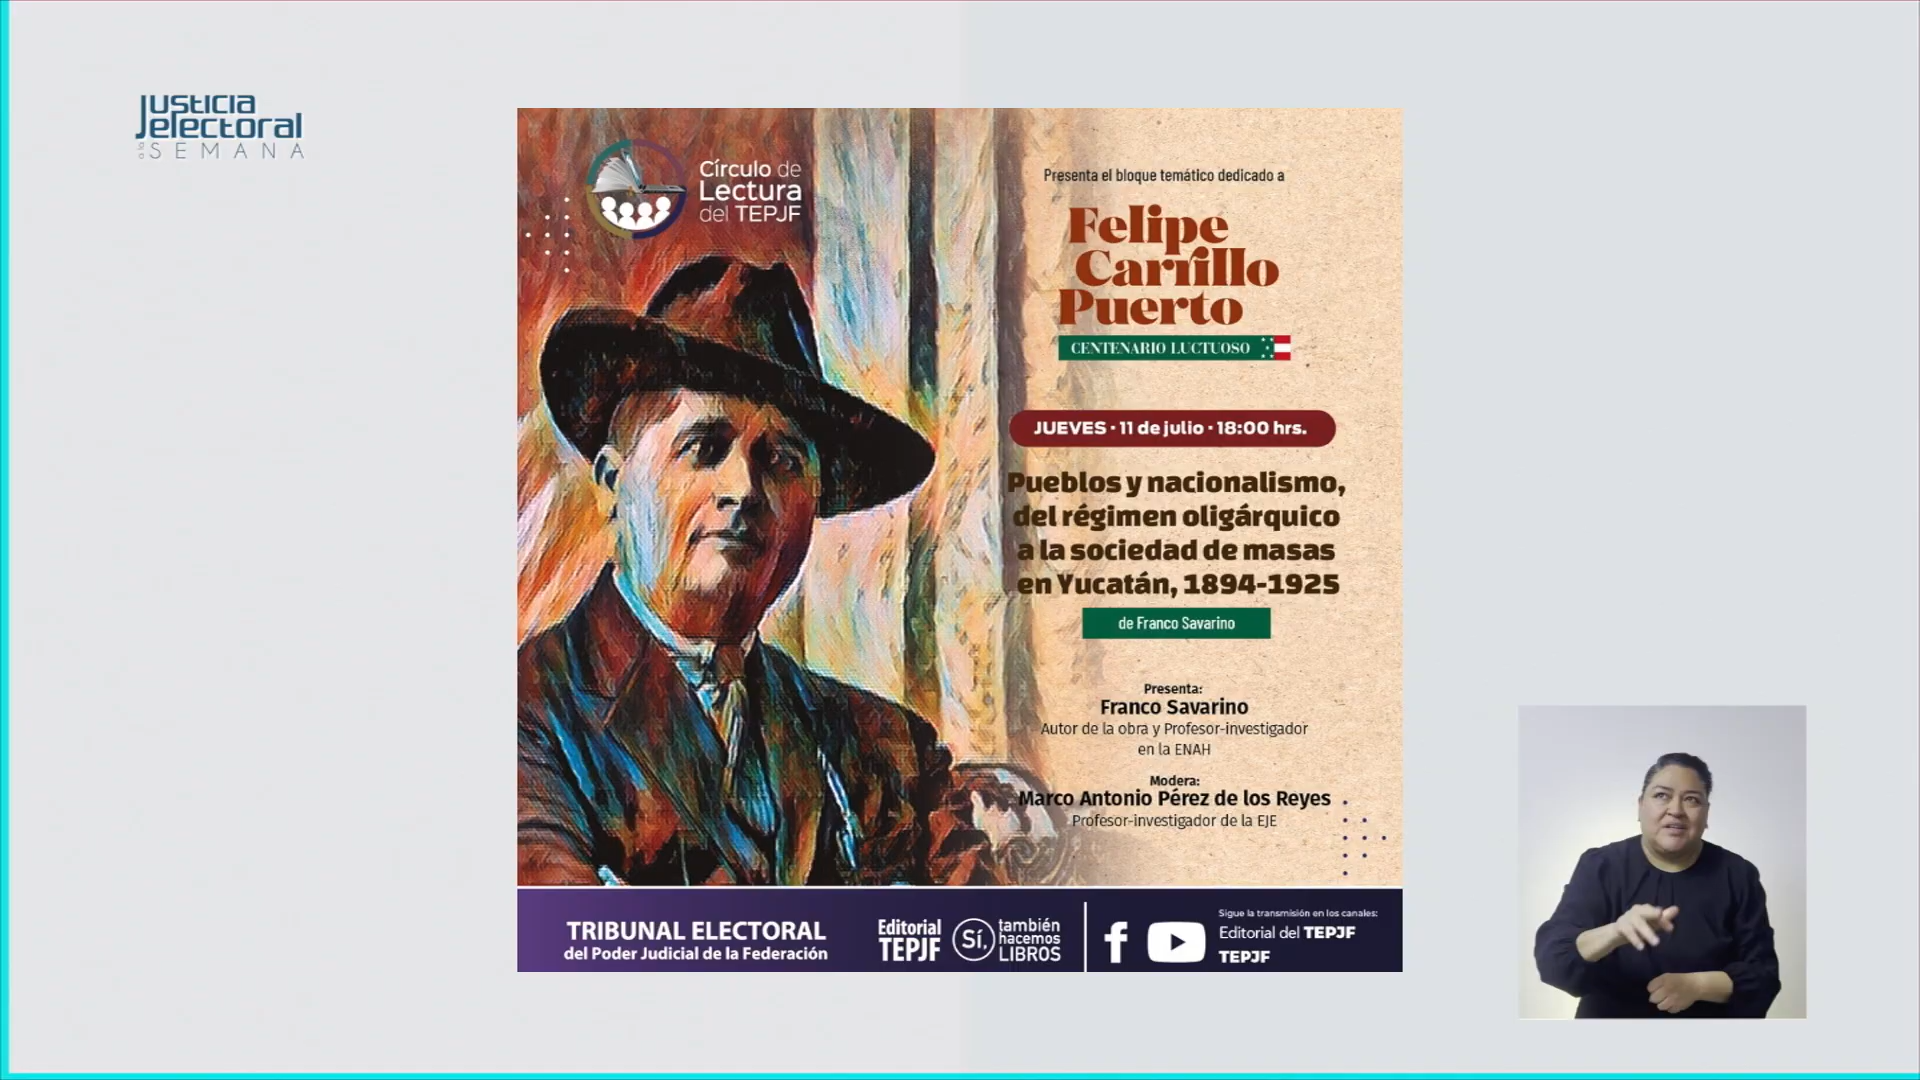 Justicia
electoral
a la SEMANA
Círculo de
Lectura
del TEPJF
Presenta el bloque temático dedicado a
Felipe
Carrillo
Puerto
CENTENARIO LUCTUOSO
JUEVES · 11 de julio · 18:00 hrs.
Pueblos y nacionalismo,
del régimen oligárquico
a la sociedad de masas
en Yucatán, 1894-1925
de Franco Savarino
Presenta:
Franco Savarino
Autor de la obra y Profesor-investigador
en la ENAH
Modera:
Marco Antonio Pérez de los Reyes
Profesor-investigador de la EJE
TRIBUNAL ELECTORAL
del Poder Judicial de la Federación
Editorial
TEPJF
Sí,
también
hacemos
LIBROS
f
Sigue la transmisión en los canales:
Editorial del TEPJF
TEPJF